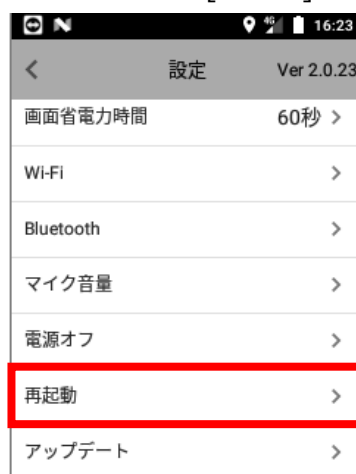 4G 16:23
設定 Ver 2.0.23
画面省電力時間 60秒
Wi-Fi
Bluetooth
マイク音量
電源オフ
再起動
アップデート